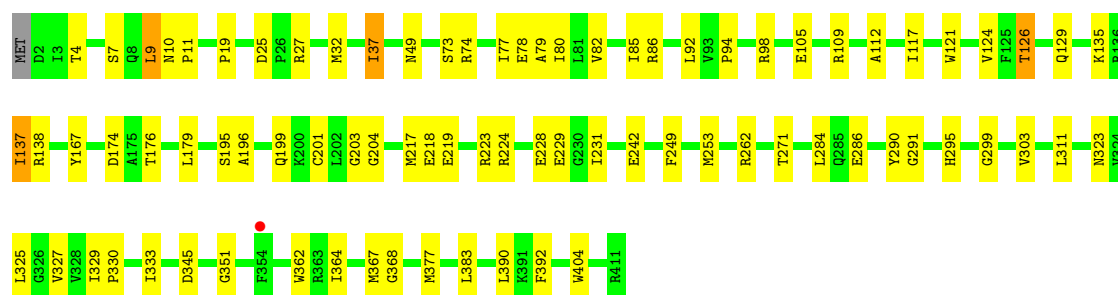 MET D2 I3 T4 S7 Q8 L9 N10 P11 P19 D25 P26 R27 M32 I37 N49 S73 R74 I77 E78 A79 I80 L81 V82 I85 R86 L92 V93 P94 R98 E105 R109 A112 I117 W121 V124 F125 T126 Q129 K135 P136
I137 R138 Y167 D174 A175 T176 L179 S195 A196 Q199 K200 C201 L202 G203 G204 M217 E218 E219 R223 R224 E228 E229 G230 I231 E242 F249 M253 R262 T271 L284 Q285 E286 Y290 G291 H295 G299 V303 L311 N323
L325 G326 V327 V328 I329 P330 I333 D345 G351 F354 W362 R363 I364 M367 G368 M377 L383 L390 K391 F392 W404 R411